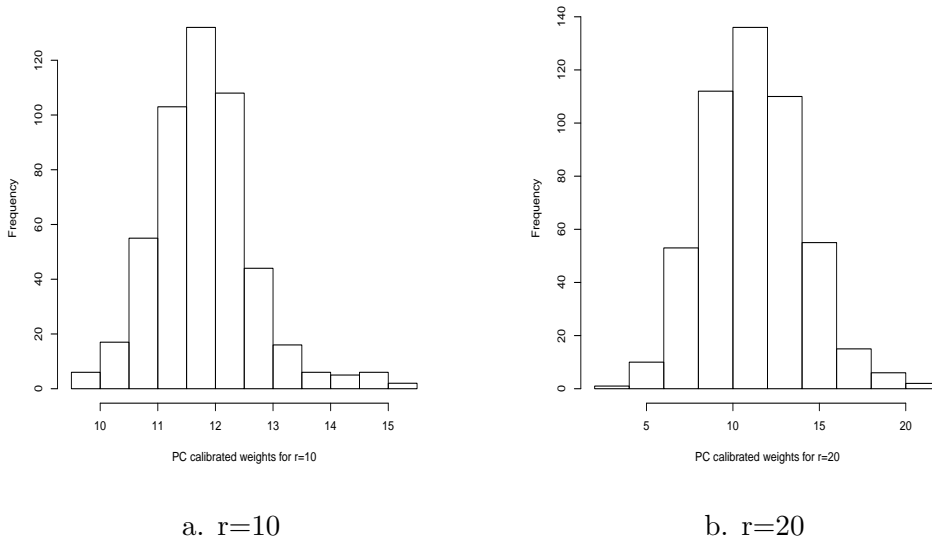 Frequency
0 20 40 60 80 100 120
10 11 12 13 14 15
PC calibrated weights for r=10
a. r=10
Frequency
0 20 40 60 80 100 120 140
5 10 15 20
PC calibrated weights for r=20
b. r=20